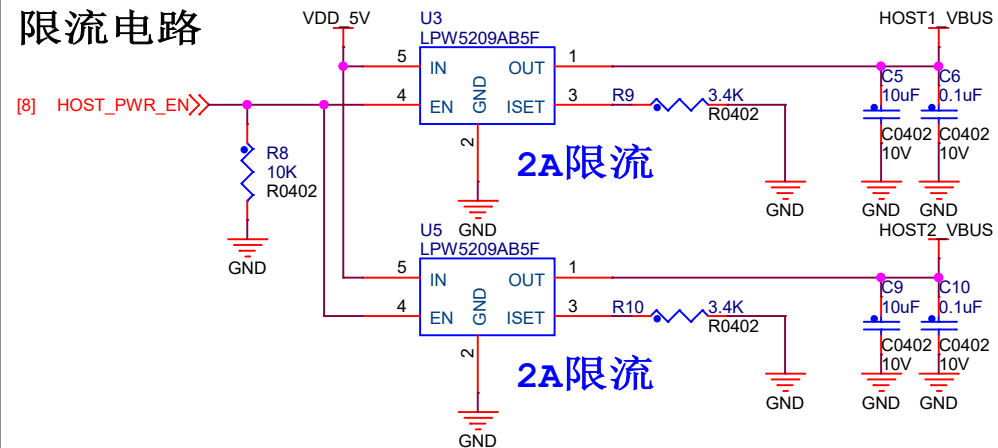 限流电路
VDD_5V
U3
LPW5209AB5F
HOST1_VBUS
5 IN OUT 1
[8] HOST_PWR_EN
4 EN GND ISET 3 R9 3.4K
R0402
2
C5 C6
10uF 0.1uF
C0402 C0402
10V 10V
R8
10K
R0402
2A限流
GND
GND
GND GND
GND
U5
LPW5209AB5F
HOST2_VBUS
5 IN OUT 1
4 EN GND ISET 3 R10 3.4K
R0402
2
C9 C10
10uF 0.1uF
C0402 C0402
10V 10V
2A限流
GND
GND GND
GND